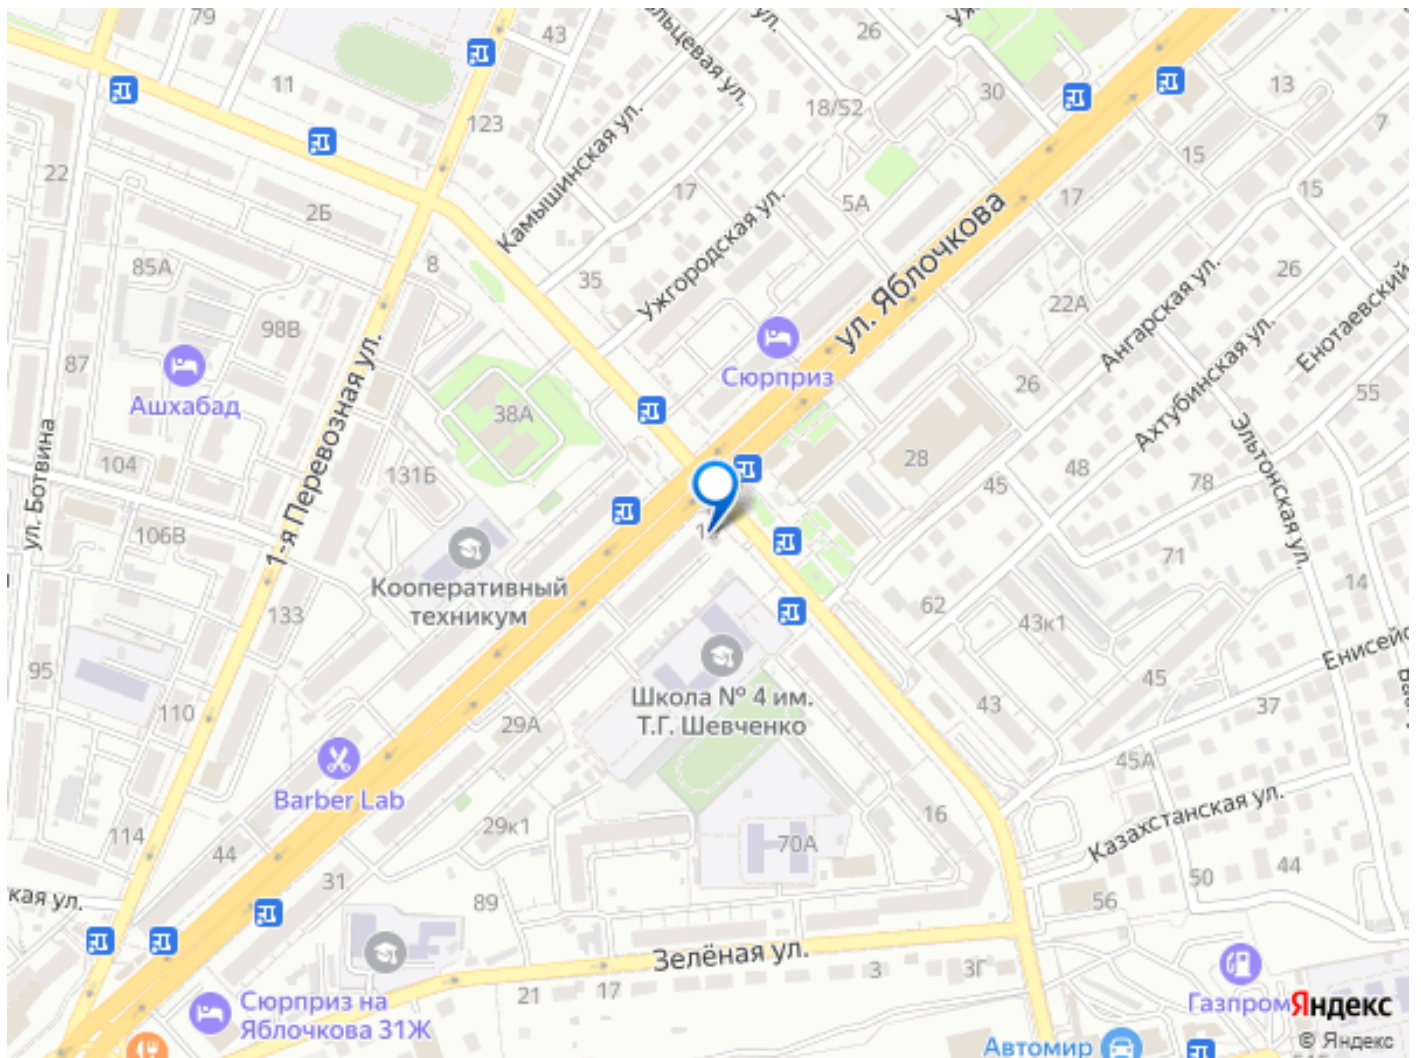 79
43
26
ул.
11
30
13
18/52
123
7
22
17
15
Камышинская ул.
2Б
5А
17
15
85А
8
35
Ужгородская ул.
ул. Яблочкова
26
22А
98В
Ангарская ул.
87
Сюрприз
26
Ахтубинская ул.
Енотаевский
55
Ашхабад
38А
1-я Перевозная ул.
ул. Ботвина
104
131Б
28
48
45
78
Эльтонская ул.
106В
71
14
Кооперативный
техникум
133
62
43к1
95
Школа № 4 им.
Т.Г. Шевченко
45
110
29А
43
37
45А
Barber Lab
29к1
16
Казахстанская ул.
114
44
70А
31
89
50
44
56
кая ул.
Зелёная ул.
21
17
3
3Г
Сюрприз на
Яблочкова 31Ж
Газпром
Яндекс
Автомир
© Яндекс